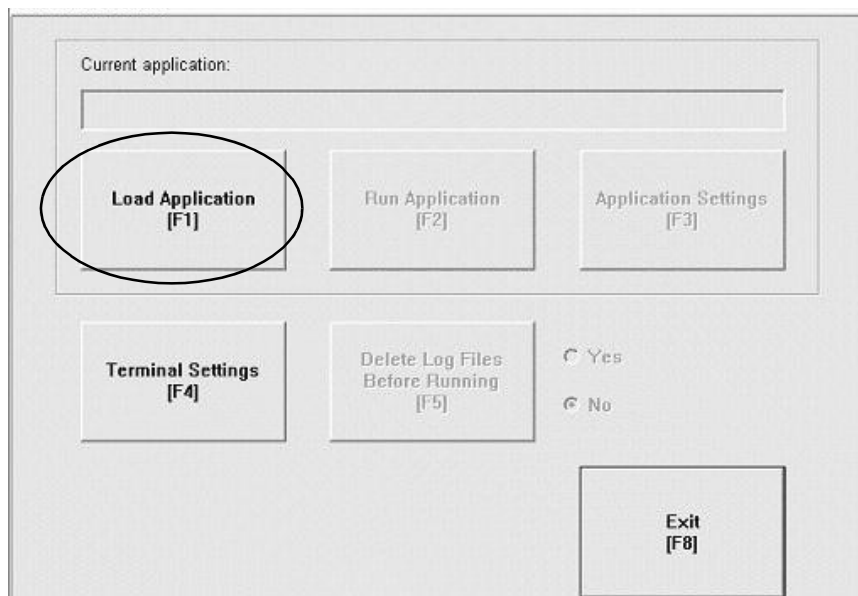 Current application:
Load Application
[F1]
Run Application
[F2]
Application Settings
[F3]
Terminal Settings
[F4]
Delete Log Files
Before Running
[F5]
Yes
No
Exit
[F8]